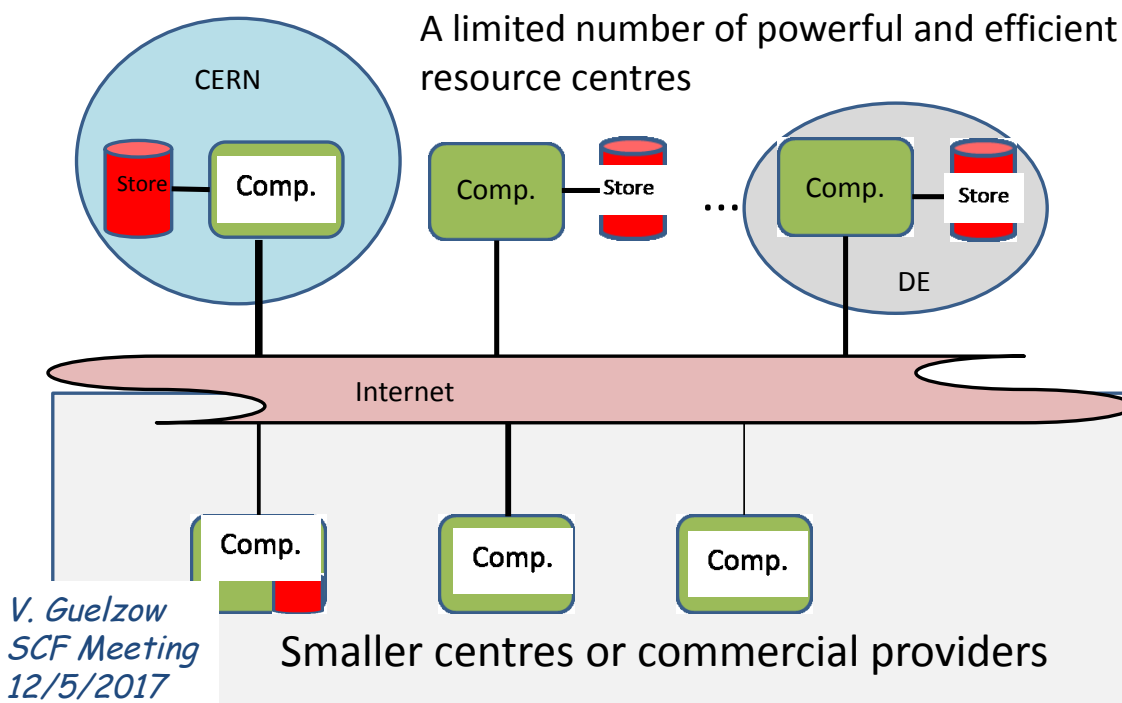 A limited number of powerful and efficient
resource centres
CERN
Store
Comp.
Comp.
Store
...
Comp.
Store
DE
Internet
Comp.
Comp.
Comp.
V. Guelzow
SCF Meeting
12/5/2017
Smaller centres or commercial providers